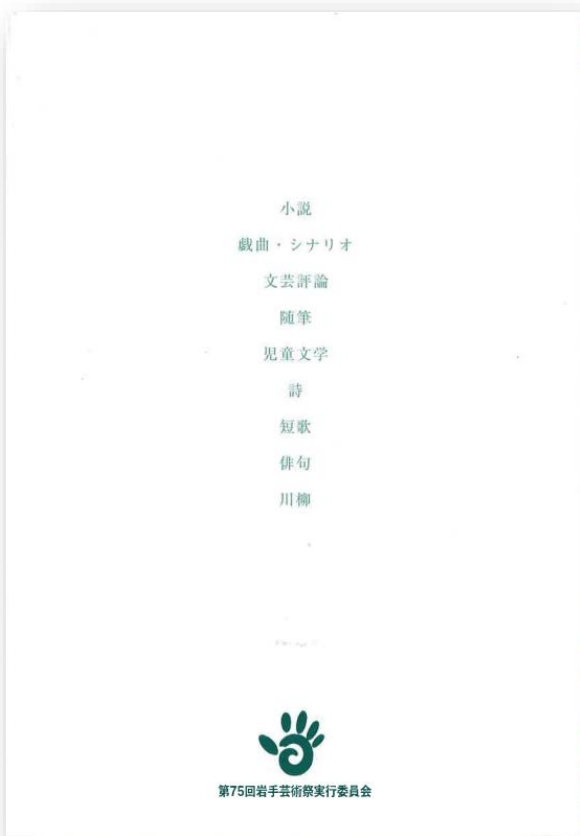 小説
戯曲・シナリオ
文芸評論
随筆
児童文学
詩
短歌
俳句
川柳
第75回岩手芸術祭実行委員会